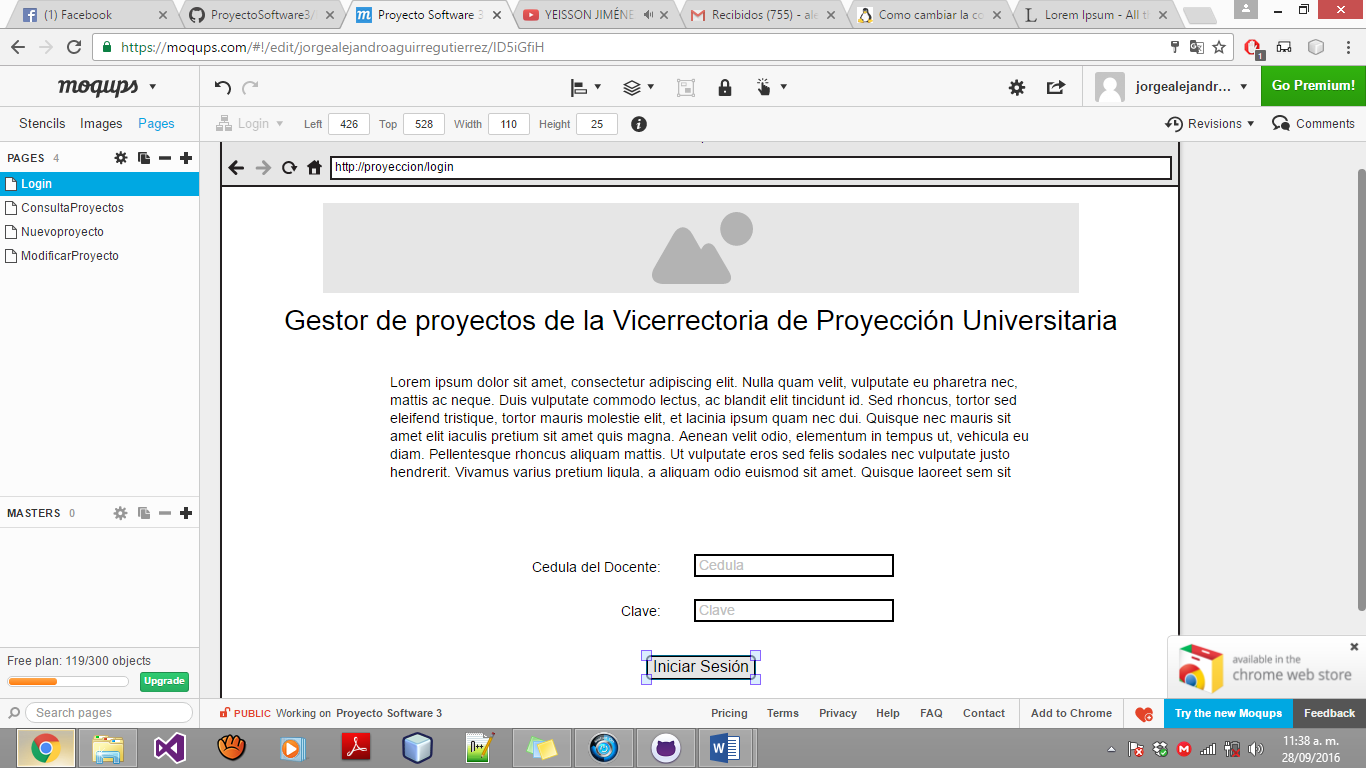 (1) Facebook
ProyectoSoftware3/
Proyecto Software 3
YEISSON JIMÉNE
Recibidos (755) - ale
Como cambiar la co
Lorem Ipsum - All ti
https://moqups.com/#!/edit/jorgealejandroaguirregutierrez/ID5iGfiH
1
moqups
jorgealejandr...
Go Premium!
Stencils Images Pages
Login
Left 426 Top 528 Width 110 Height 25
Revisions
Comments
PAGES 4
Login
ConsultaProyectos
Nuevoproyecto
ModificarProyecto
http://proyeccion/login
Gestor de proyectos de la Vicerrectoria de Proyección Universitaria
Lorem ipsum dolor sit amet, consectetur adipiscing elit. Nulla quam velit, vulputate eu pharetra nec,
mattis ac neque. Duis vulputate commodo lectus, ac blandit elit tincidunt id. Sed rhoncus, tortor sed
eleifend tristique, tortor mauris molestie elit, et lacinia ipsum quam nec dui. Quisque nec mauris sit
amet elit iaculis pretium sit amet quis magna. Aenean velit odio, elementum in tempus ut, vehicula eu
diam. Pellentesque rhoncus aliquam mattis. Ut vulputate eros sed felis sodales nec vulputate justo
hendrerit. Vivamus varius pretium ligula, a aliquam odio euismod sit amet. Quisque laoreet sem sit
MASTERS 0
Cedula del Docente: Cedula
Clave: Clave
Iniciar Sesión
Free plan: 119/300 objects
Upgrade
available in the
chrome web store
Search pages
PUBLIC Working on Proyecto Software 3
Pricing Terms Privacy Help FAQ Contact
Add to Chrome
Try the new Moqups
Feedback
11:38 a. m.
28/09/2016